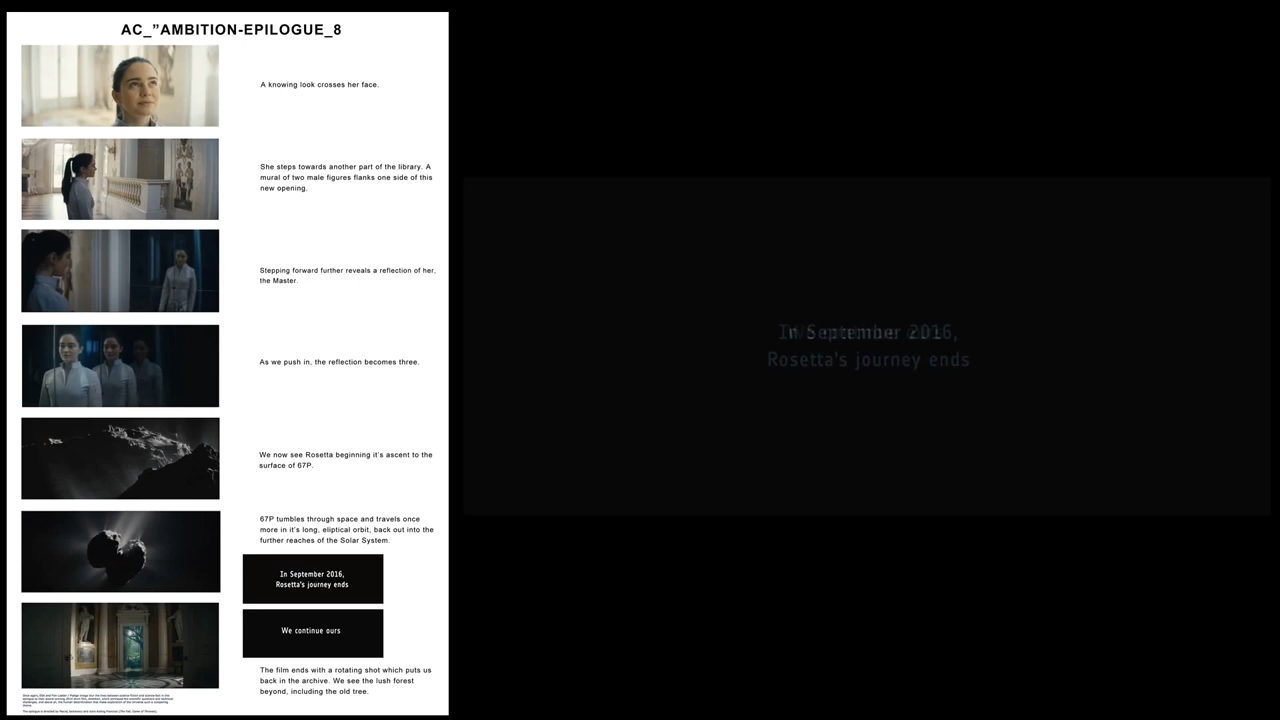 AC_”AMBITION-EPILOGUE_8
A knowing look crosses her face.
She steps towards another part of the library. A
mural of two male figures flanks one side of this
new opening.
Stepping forward further reveals a reflection of her,
the Master.
As we push in, the reflection becomes three.
We now see Rosetta beginning it's ascent to the
surface of 67P.
67P tumbles through space and travels once
more in it's long, eliptical orbit, back out into the
further reaches of the Solar System.
In September 2016,
Rosetta's journey ends
We continue ours
The film ends with a rotating shot which puts us
back in the archive. We see the lush forest
beyond, including the old tree.
In September 2016,
Rosetta's journey ends